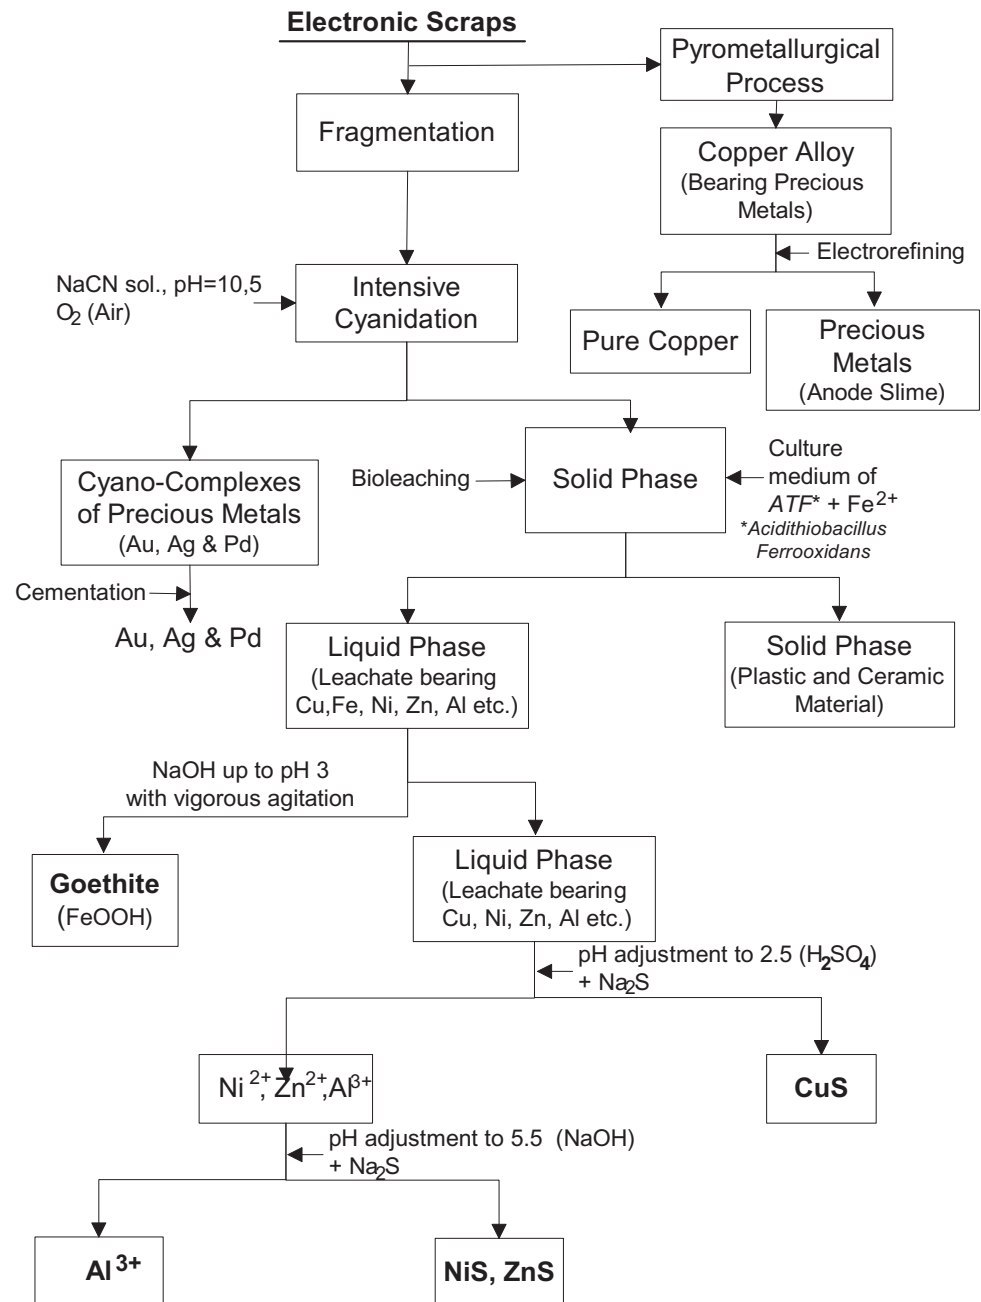 Electronic Scraps
Pyrometallurgical
Process
Fragmentation
Copper Alloy
(Bearing Precious
Metals)
Electrorefining
NaCN sol., pH=10,5
O2 (Air)
Intensive
Cyanidation
Pure Copper
Precious
Metals
(Anode Slime)
Cyano-Complexes
of Precious Metals
(Au, Ag & Pd)
Bioleaching
Solid Phase
Culture
medium of
ATF* + Fe2+
*Acidithiobacillus
Ferrooxidans
Cementation
Au, Ag & Pd
Liquid Phase
(Leachate bearing
Cu,Fe, Ni, Zn, Al etc.)
Solid Phase
(Plastic and Ceramic
Material)
NaOH up to pH 3
with vigorous agitation
Goethite
(FeOOH)
Liquid Phase
(Leachate bearing
Cu, Ni, Zn, Al etc.)
pH adjustment to 2.5 (H2SO4)
+ Na2S
Ni 2+, Zn2+,Al3+
CuS
pH adjustment to 5.5 (NaOH)
+ Na2S
Al 3+
NiS, ZnS